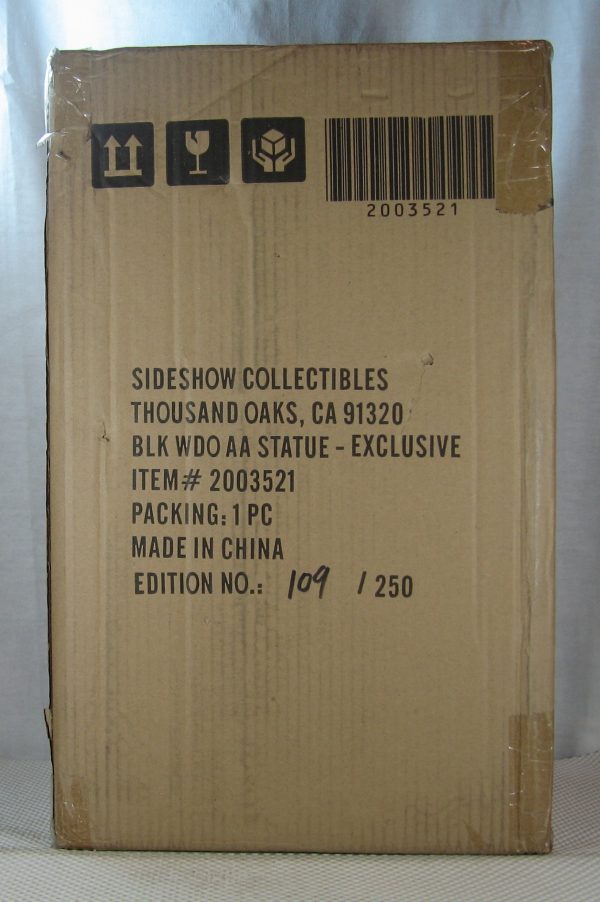 2003521
SIDESHOW COLLECTIBLES
THOUSAND OAKS, CA 91320
BLK WDO AA STATUE - EXCLUSIVE
ITEM# 2003521
PACKING: 1 PC
MADE IN CHINA
EDITION NO.: 109 / 250